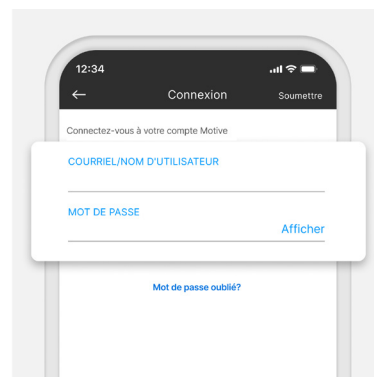 12:34
Connexion
Soumettre
Connectez-vous à votre compte Motive
COURRIEL/NOM D'UTILISATEUR
MOT DE PASSE
Afficher
Mot de passe oublié?